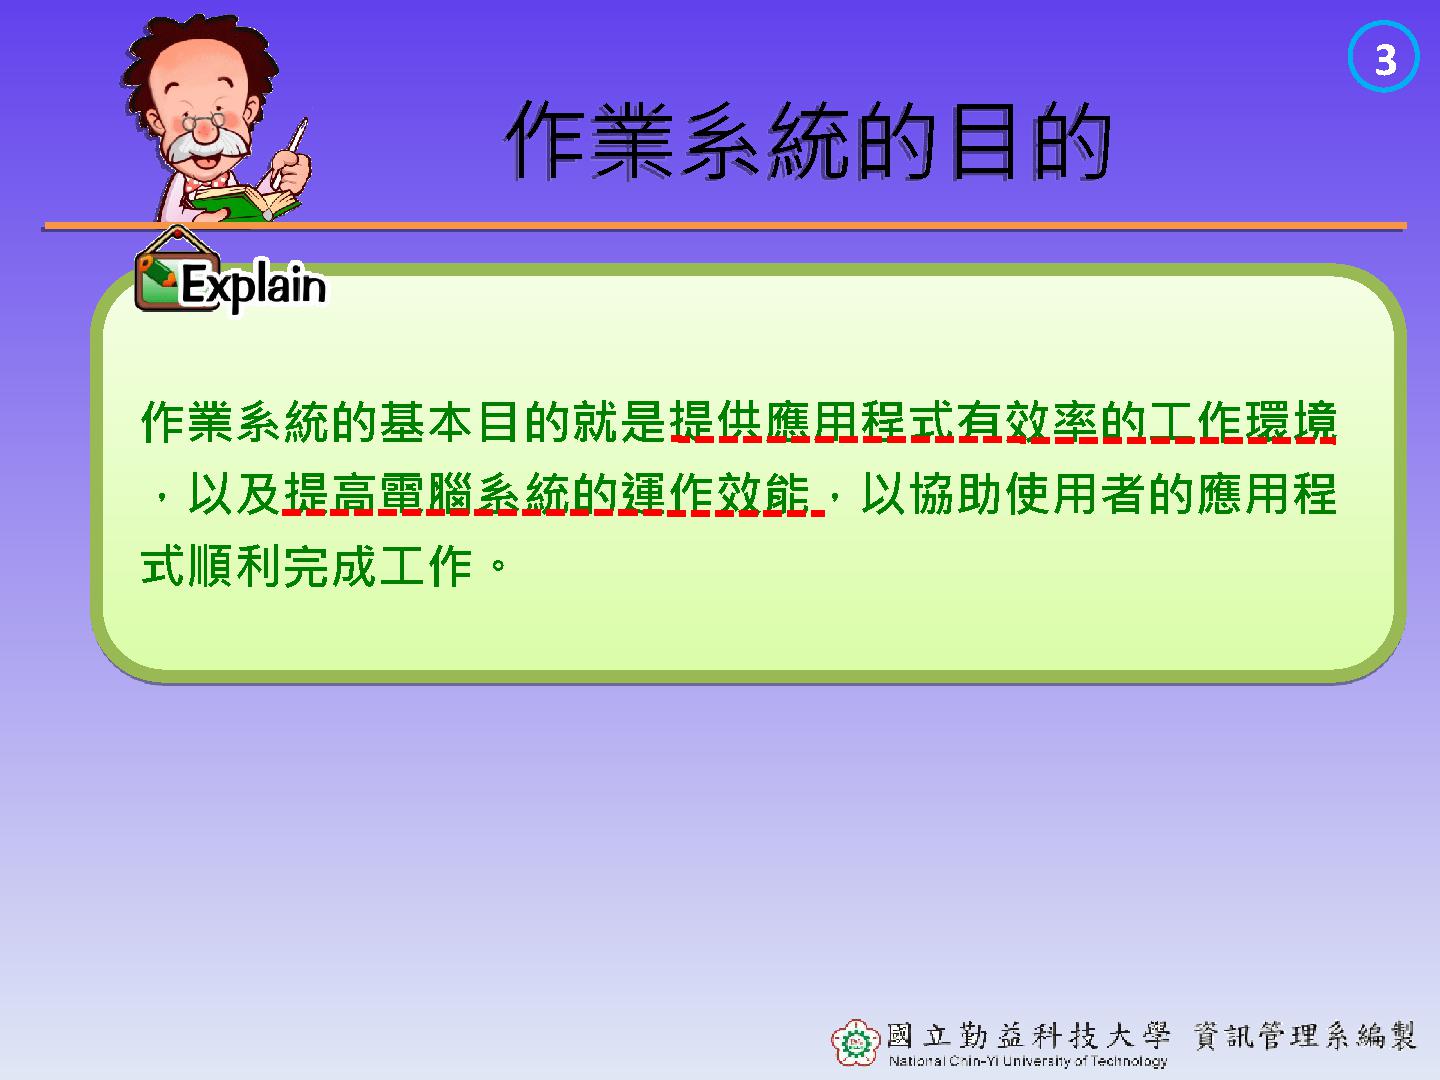 3
作業系統的目的
Explain
作業系統的基本目的就是提供應用程式有效率的工作環境
，以及提高電腦系統的運作效能，以協助使用者的應用程
式順利完成工作。
國立勤益科技大學 資訊管理系編製
National Chin-Yi University of Technology